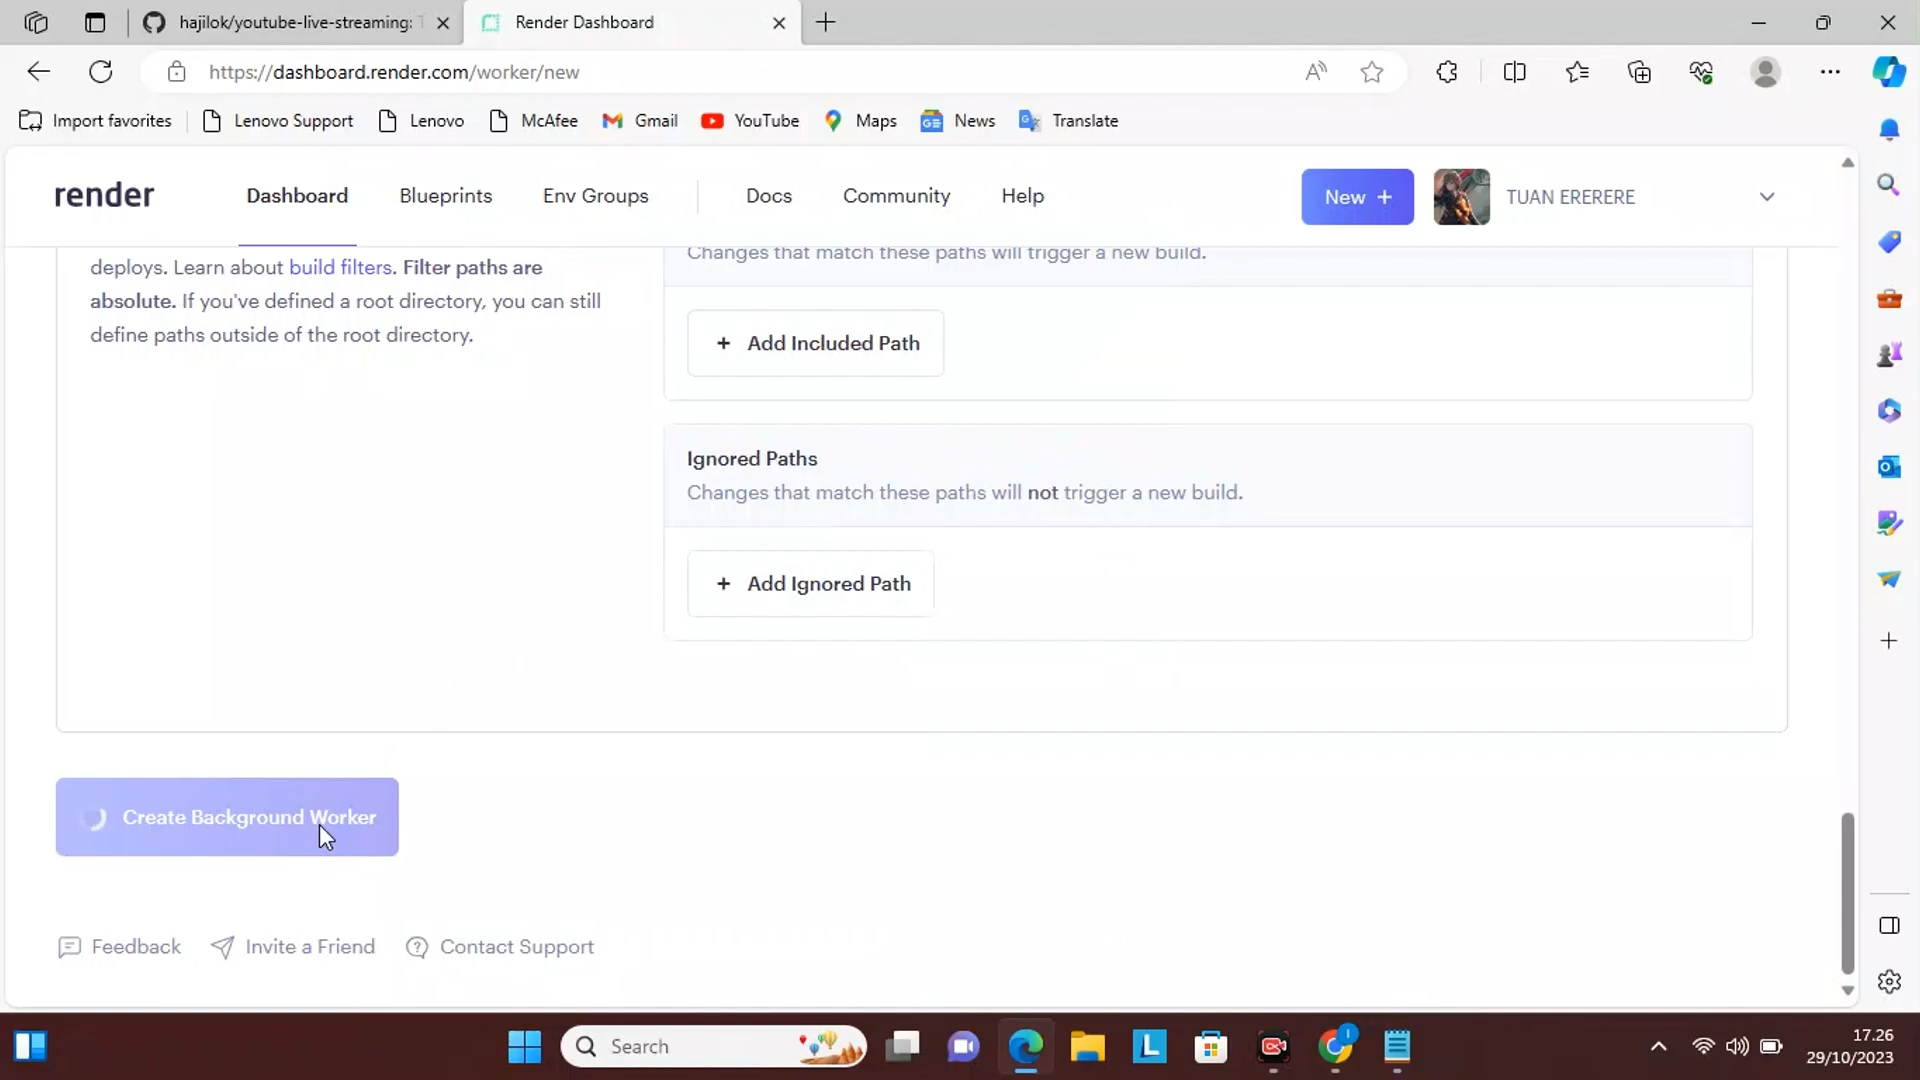 hajilok/youtube-live-streaming: T
Render Dashboard
https://dashboard.render.com/worker/new
Import favorites
Lenovo Support
Lenovo
McAfee
Gmail
YouTube
Maps
News
Translate
render
Dashboard
Blueprints
Env Groups
Docs
Community
Help
New +
TUAN ERERERE
deploys. Learn about build filters. Filter paths are
absolute. If you've defined a root directory, you can still
define paths outside of the root directory.
Changes that match these paths will trigger a new build.
+ Add Included Path
Ignored Paths
Changes that match these paths will not trigger a new build.
+ Add Ignored Path
Create Background Worker
Feedback
Invite a Friend
Contact Support
Search
17.26
29/10/2023